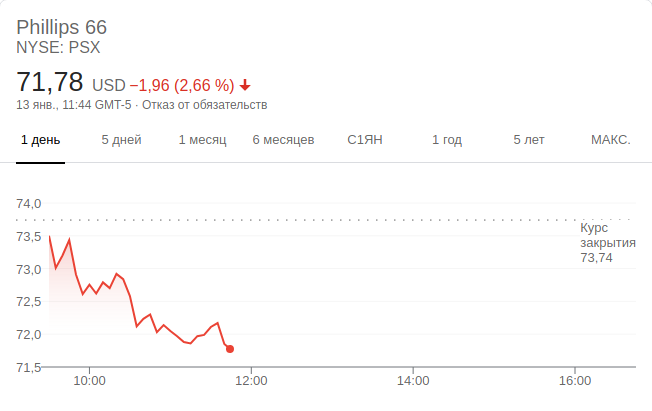 Phillips 66
NYSE: PSX
71,78 USD −1,96 (2,66 %)
13 янв., 11:44 GMT-5 · Отказ от обязательств
1 день 5 дней 1 месяц 6 месяцев С1ЯН 1 год 5 лет МАКС.
74,0
73,5
Курс
закрытия
73,74
73,0
72,5
72,0
71,5
10:00 12:00 14:00 16:00